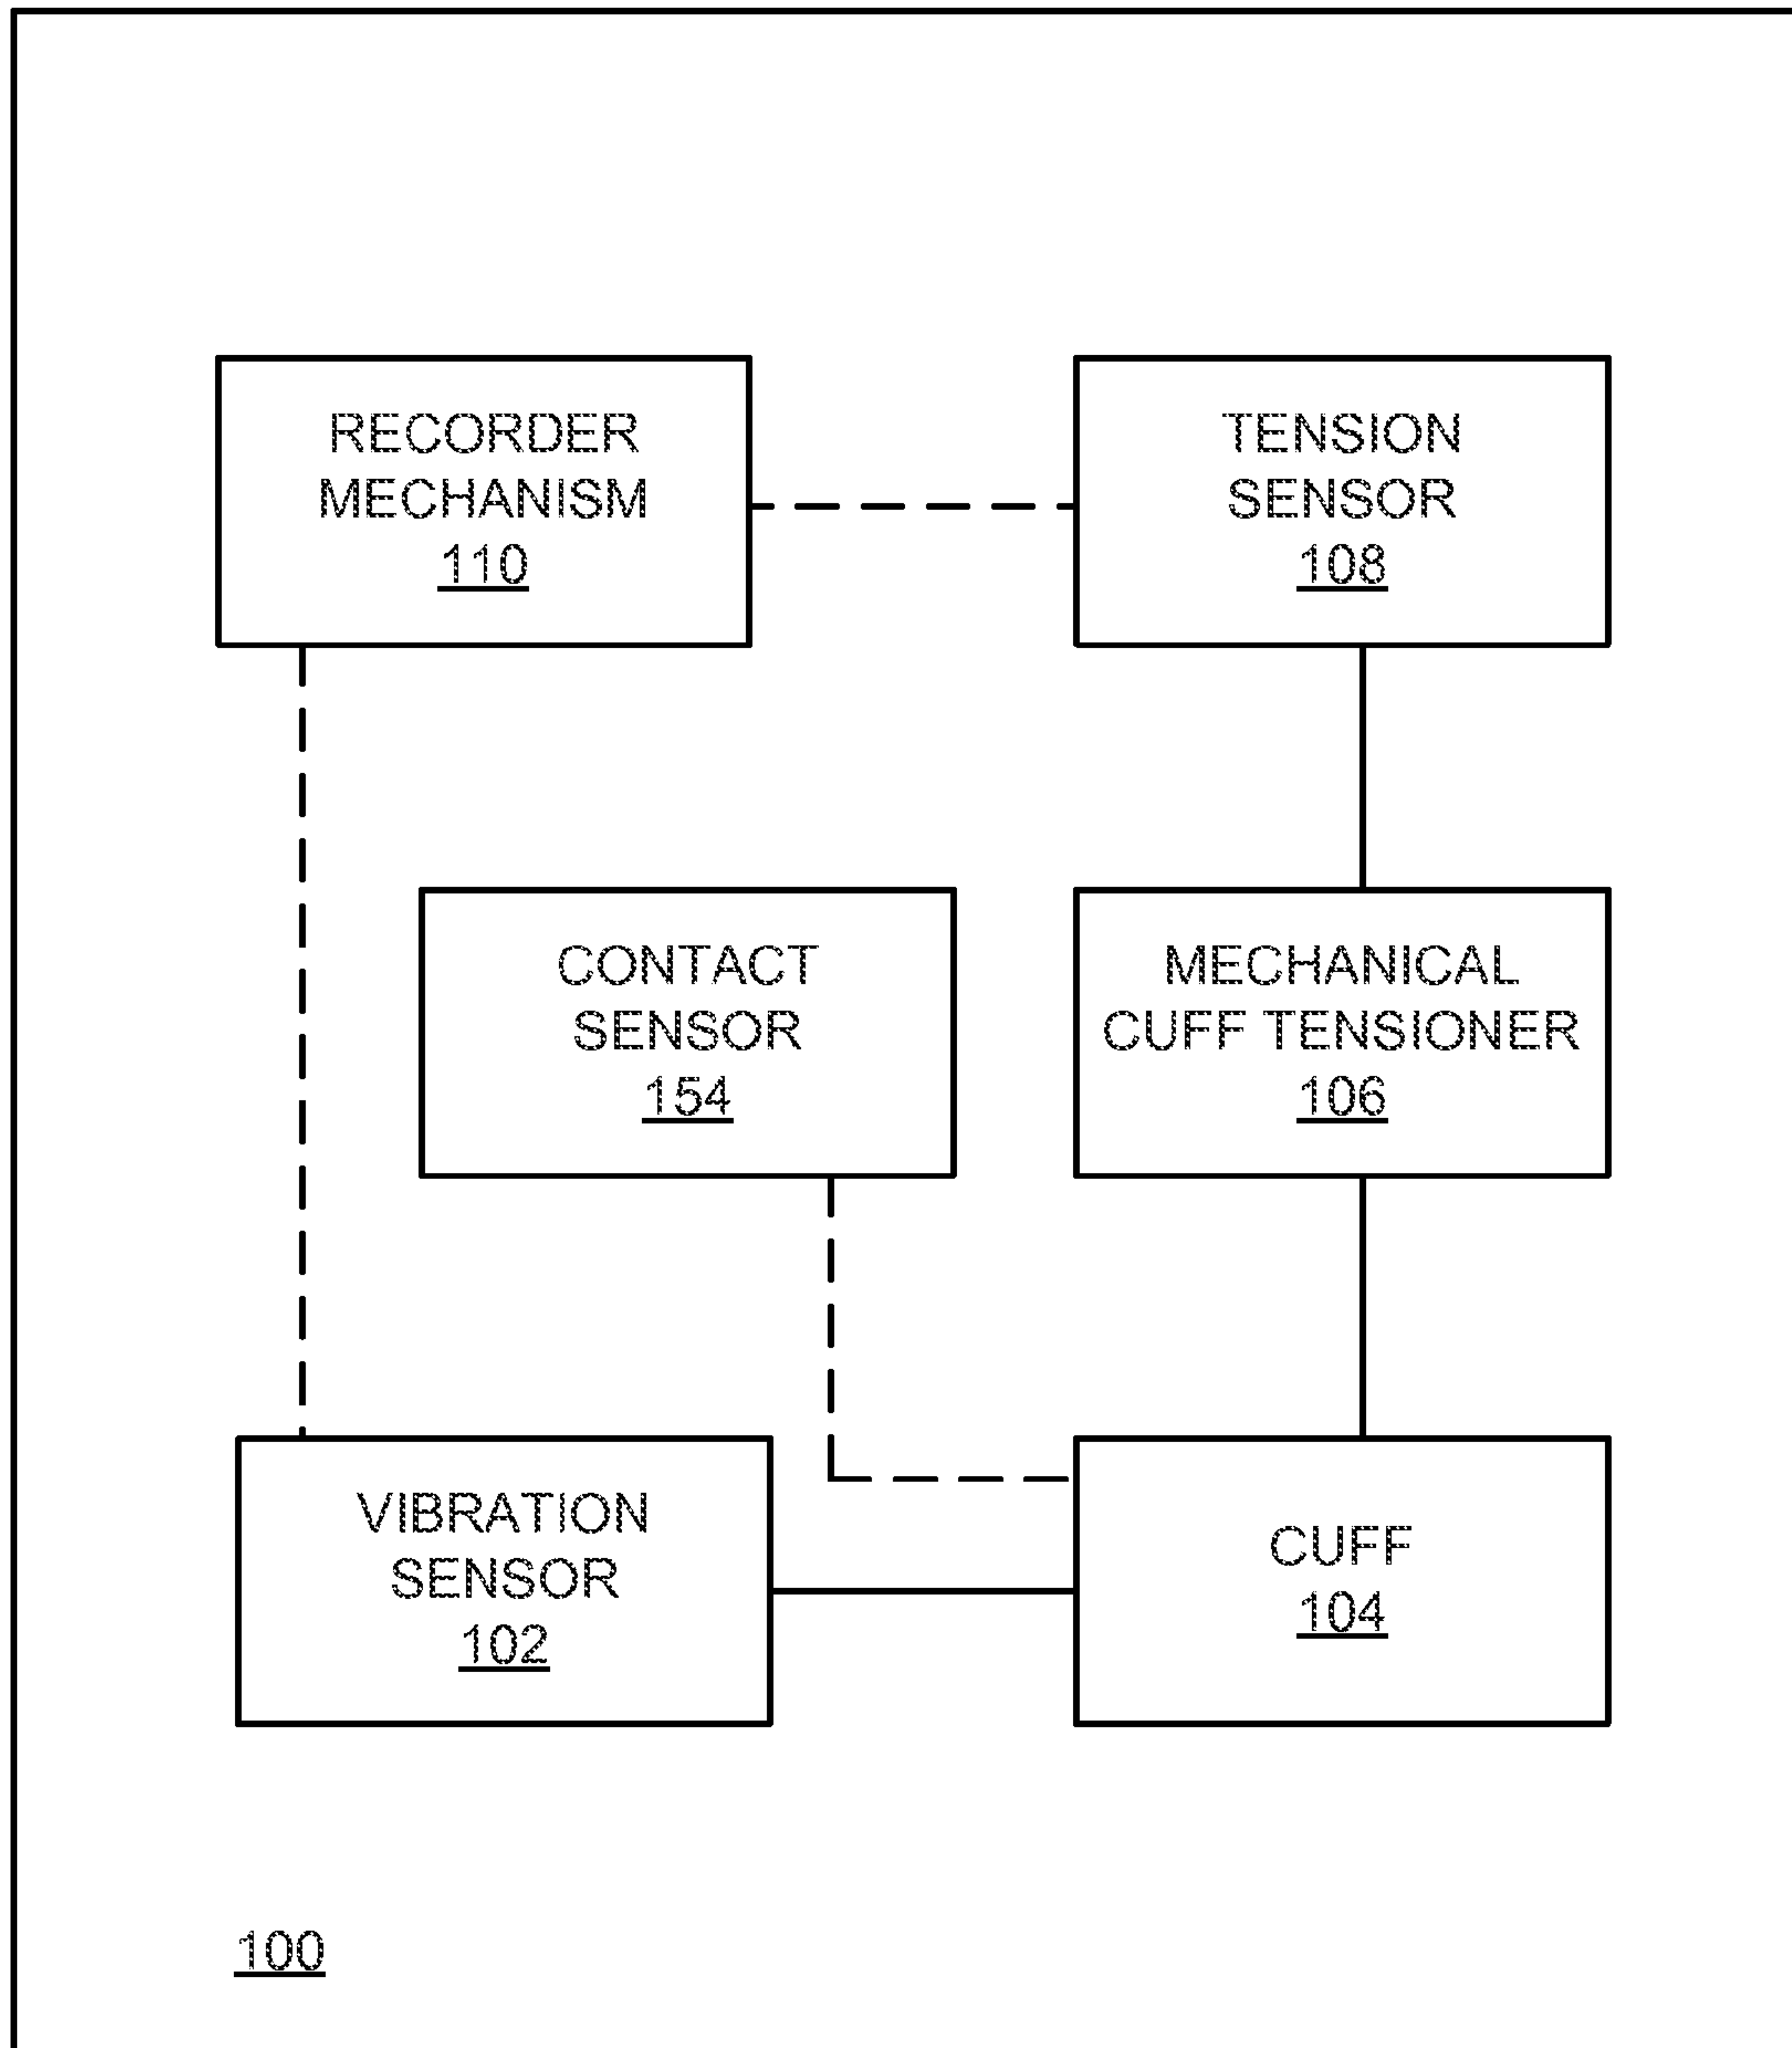 RECORDER
MECHANISM
110
TENSION
SENSOR
108
CONTACT
SENSOR
154
MECHANICAL
CUFF TENSIONER
106
VIBRATION
SENSOR
102
CUFF
104
100